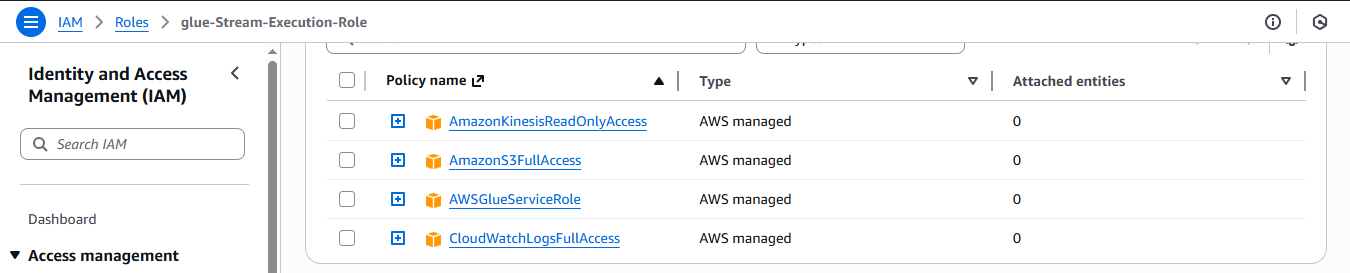 IAM > Roles > glue-Stream-Execution-Role
Identity and Access
Management (IAM)
Search IAM
Dashboard
Access management
Policy name Type Attached entities
AmazonKinesisReadOnlyAccess AWS managed 0
AmazonS3FullAccess AWS managed 0
AWSGlueServiceRole AWS managed 0
CloudWatchLogsFullAccess AWS managed 0